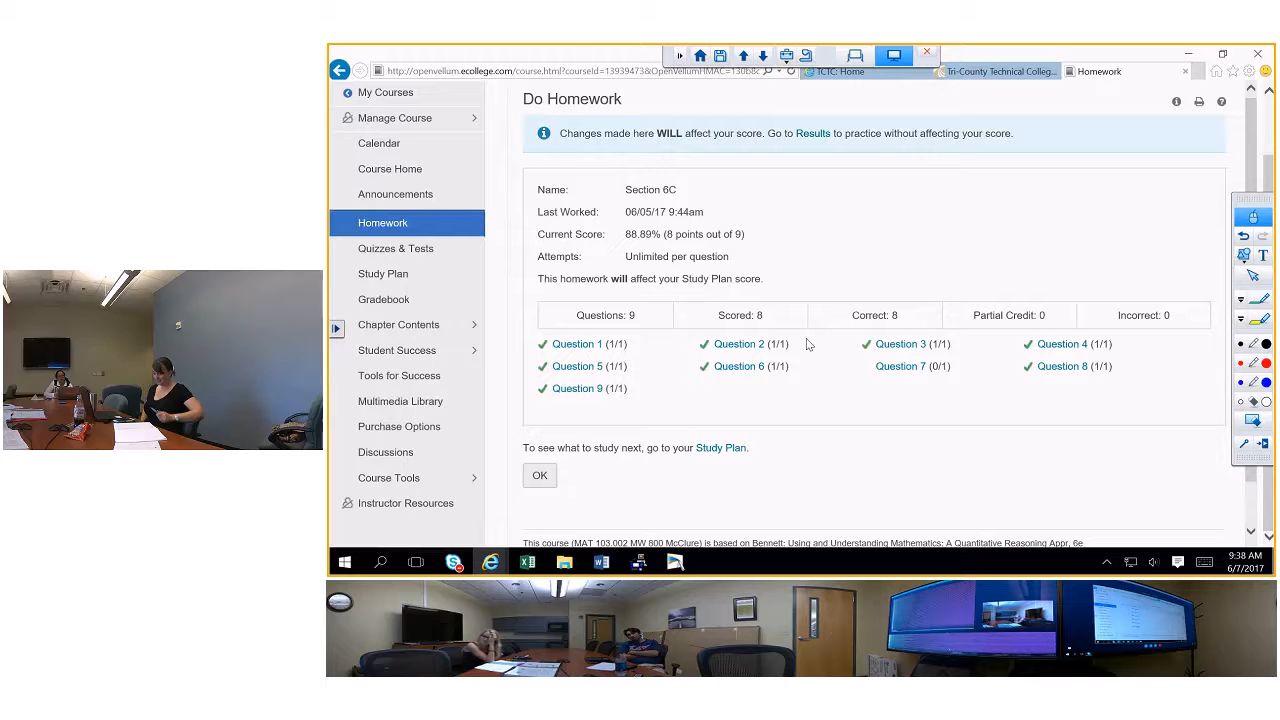 http://openvellum.ecollege.com/course.html?courseId=13939473&OpenVellumHMAC=130b8c
TCTC: Home
Tri-County Technical Colleg...
Homework
My Courses
Manage Course
Calendar
Course Home
Announcements
Homework
Quizzes & Tests
Study Plan
Gradebook
Chapter Contents
Student Success
Tools for Success
Multimedia Library
Purchase Options
Discussions
Course Tools
Instructor Resources
Do Homework
Changes made here WILL affect your score. Go to Results to practice without affecting your score.
Name: Section 6C
Last Worked: 06/05/17 9:44am
Current Score: 88.89% (8 points out of 9)
Attempts: Unlimited per question
This homework will affect your Study Plan score.
Questions: 9 Scored: 8 Correct: 8 Partial Credit: 0 Incorrect: 0
Question 1 (1/1) Question 2 (1/1) Question 3 (1/1) Question 4 (1/1)
Question 5 (1/1) Question 6 (1/1) Question 7 (0/1) Question 8 (1/1)
Question 9 (1/1)
To see what to study next, go to your Study Plan.
OK
This course (MAT 103.002 MW 800 McClure) is based on Bennett: Using and Understanding Mathematics: A Quantitative Reasoning Appr, 6e
T
9:38 AM
6/7/2017